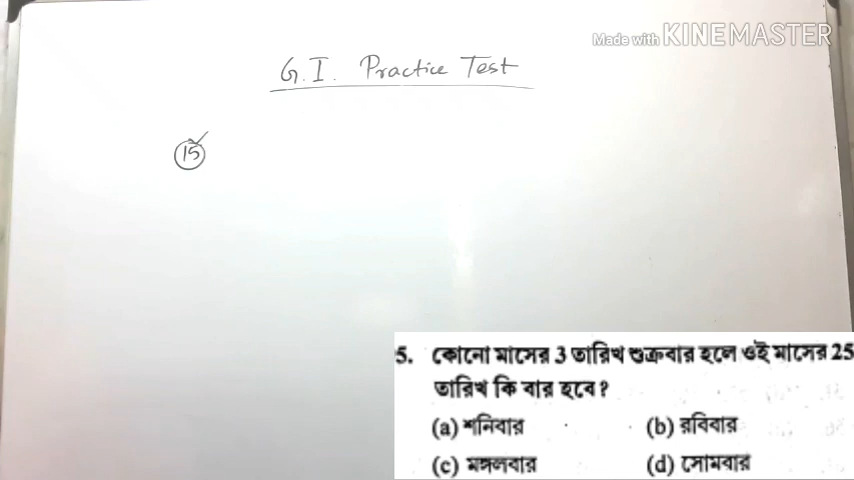 Made with KINEMASTER
G.I. Practice Test
15
5. কোনো মাসের 3 তারিখ শুক্রবার হলে ওই মাসের 25
তারিখ কি বার হবে?
(a) শনিবার (b) রবিবার
(c) মঙ্গলবার (d) সোমবার